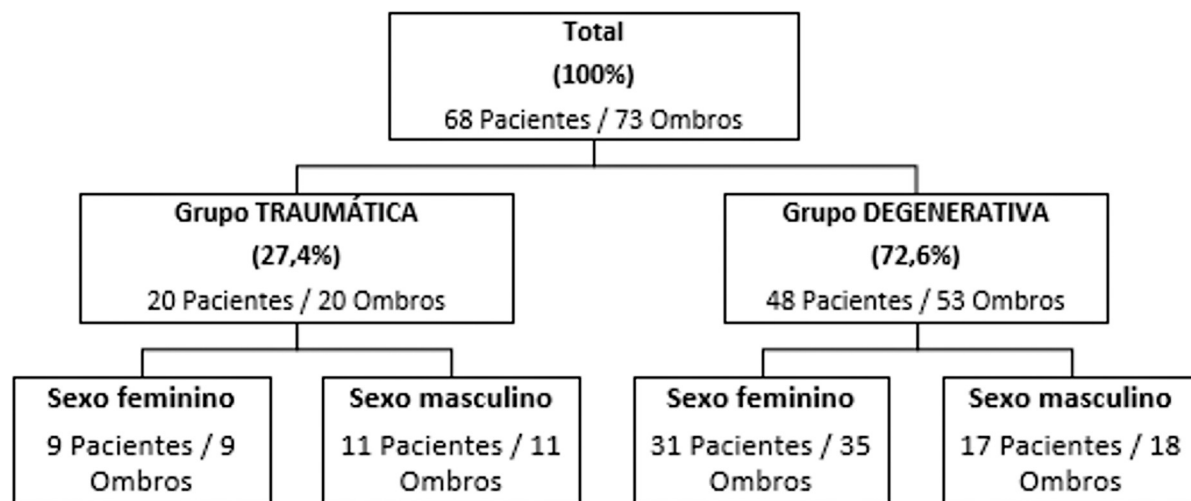 Total
(100%)
68 Pacientes / 73 Ombros
Grupo TRAUMÁTICA
(27,4%)
20 Pacientes / 20 Ombros
Grupo DEGENERATIVA
(72,6%)
48 Pacientes / 53 Ombros
Sexo feminino
9 Pacientes / 9
Ombros
Sexo masculino
11 Pacientes / 11
Ombros
Sexo feminino
31 Pacientes / 35
Ombros
Sexo masculino
17 Pacientes / 18
Ombros